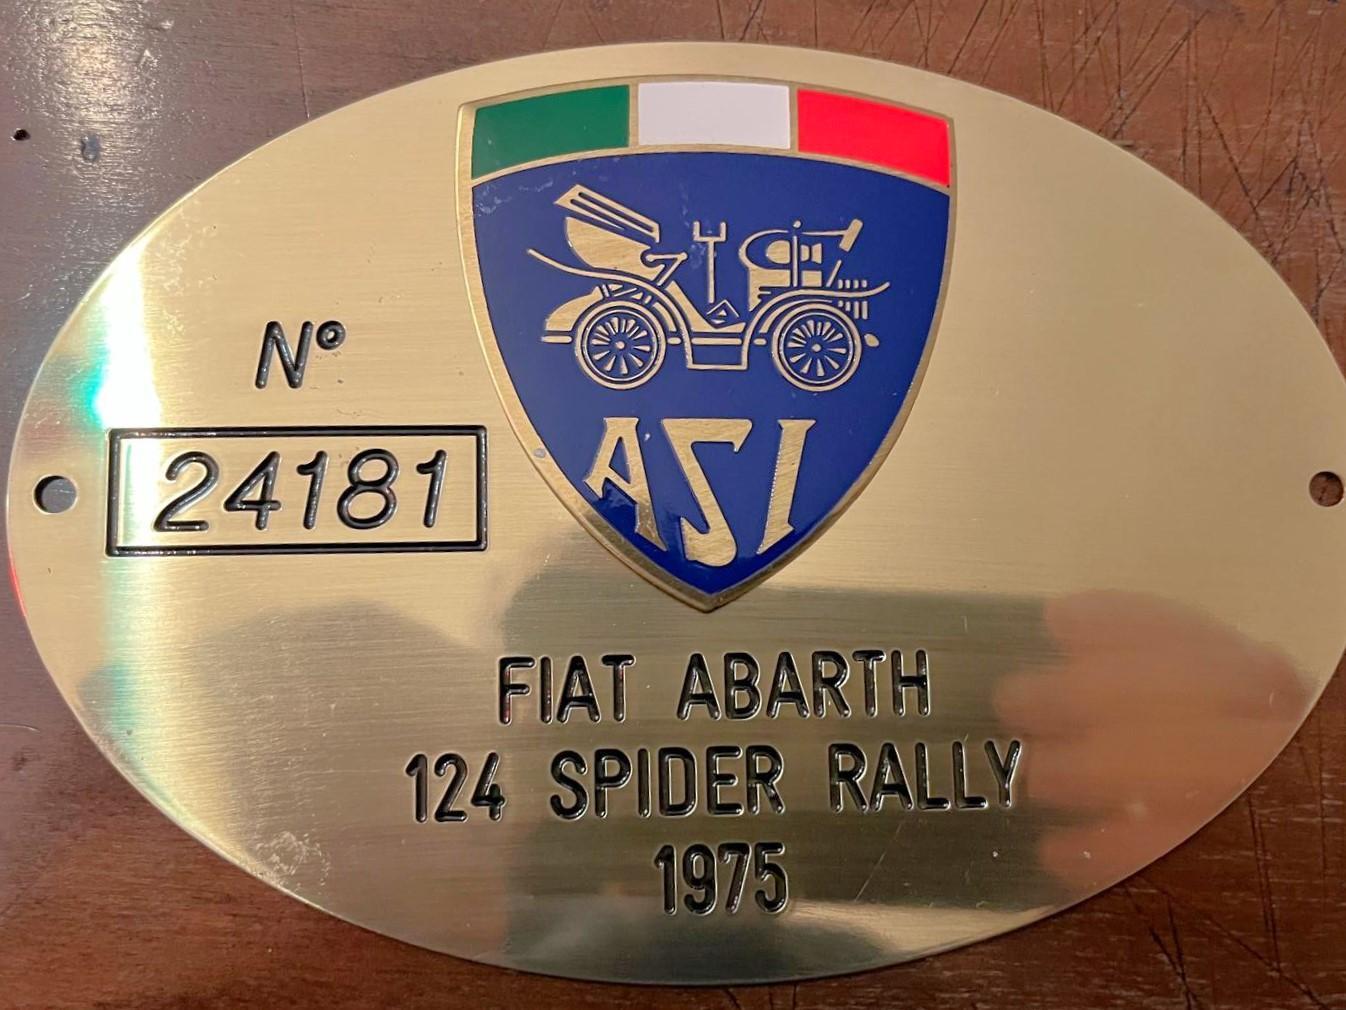 ASI
N°
24181
FIAT ABARTH
124 SPIDER RALLY
1975